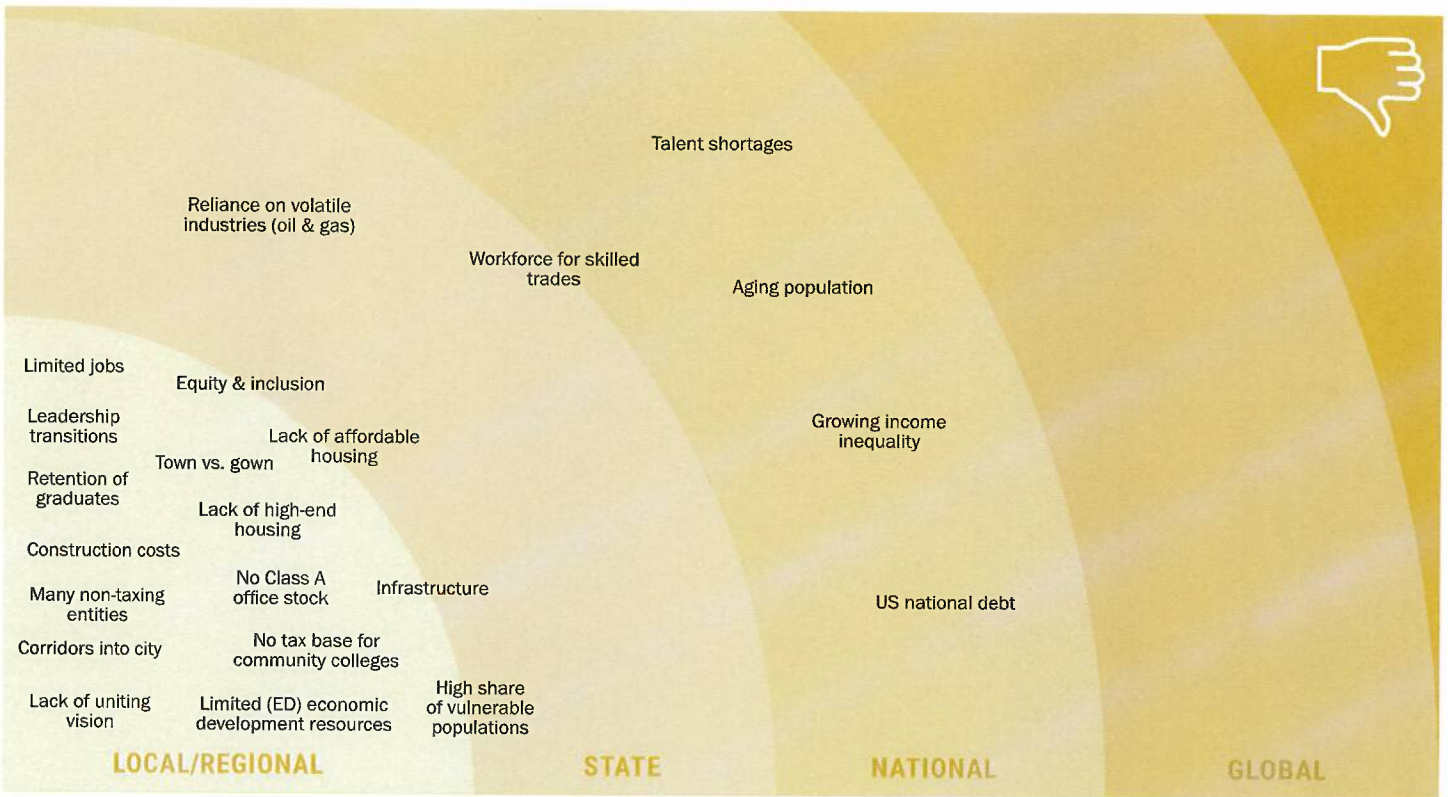 Talent shortages
Reliance on volatile
industries (oil & gas)
Workforce for skilled
trades
Aging population
Limited jobs
Equity & inclusion
Leadership
transitions
Lack of affordable
housing
Growing income
inequality
Town vs. gown
Retention of
graduates
Lack of high-end
housing
Construction costs
No Class A
office stock
Infrastructure
Many non-taxing
entities
US national debt
Corridors into city
No tax base for
community colleges
High share
of vulnerable
populations
Lack of uniting
vision
Limited (ED) economic
development resources
LOCAL/REGIONAL
STATE
NATIONAL
GLOBAL